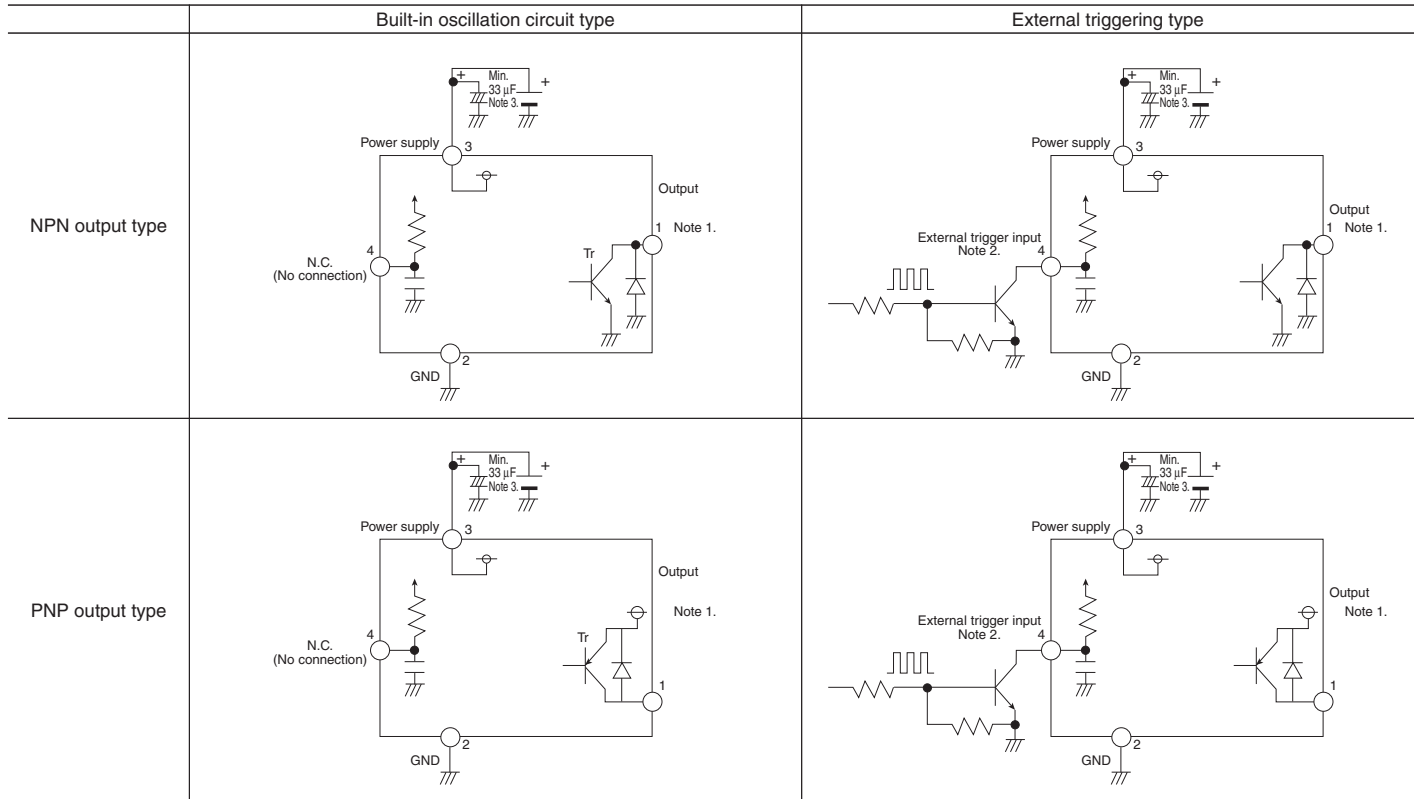 Built-in oscillation circuit type
External triggering type
NPN output type
+ Min. +
33 µF
Note 3.
Power supply 3
Output
1 Note 1.
Tr
4
N.C.
(No connection)
2
GND
+ Min. +
33 µF
Note 3.
Power supply 3
Output
1 Note 1.
External trigger input
Note 2.
4
2
GND
PNP output type
+ Min. +
33 µF
Note 3.
Power supply 3
Output
Note 1.
Tr
4
N.C.
(No connection)
1
2
GND
+ Min. +
33 µF
Note 3.
Power supply 3
Output
Note 1.
External trigger input
Note 2.
4
1
2
GND